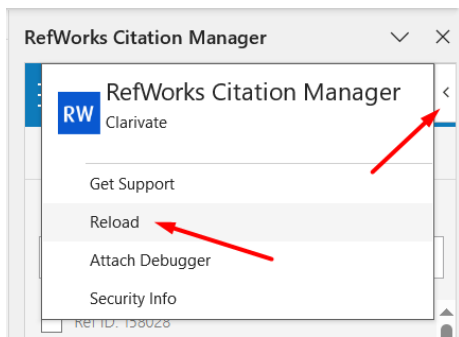 RefWorks Citation Manager
RefWorks Citation Manager
RW
Clarivate
Get Support
Reload
Attach Debugger
Security Info
Ref ID: 158028